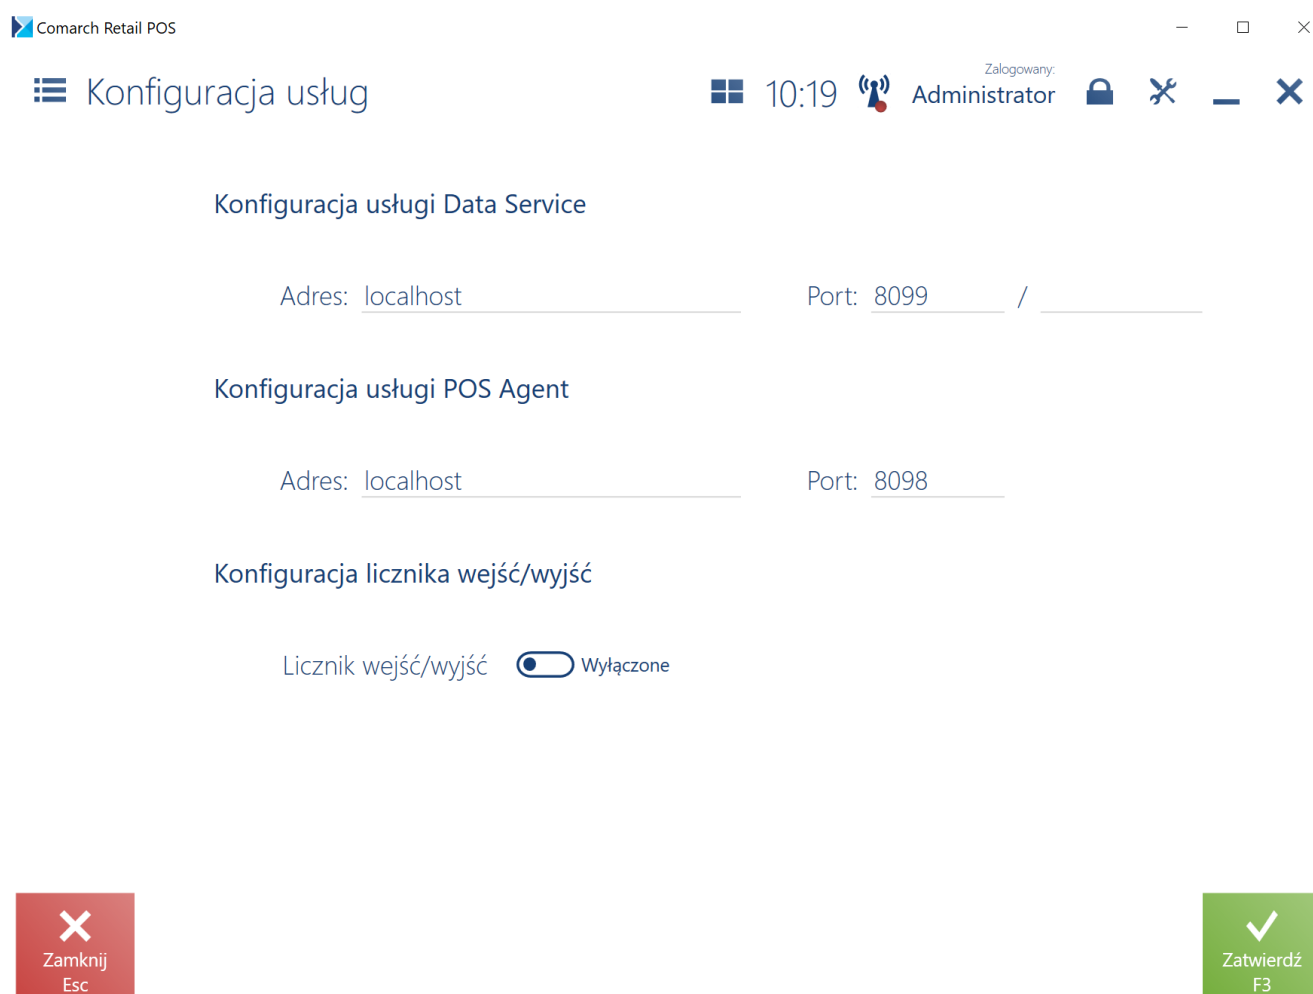 Comarch Retail POS
Konfiguracja usług
10:19
Zalogowany:
Administrator
Konfiguracja usługi Data Service
Adres: localhost Port: 8099 /
Konfiguracja usługi POS Agent
Adres: localhost Port: 8098
Konfiguracja licznika wejść/wyjść
Licznik wejść/wyjść Wyłączone
Zamknij
Esc
Zatwierdź
F3